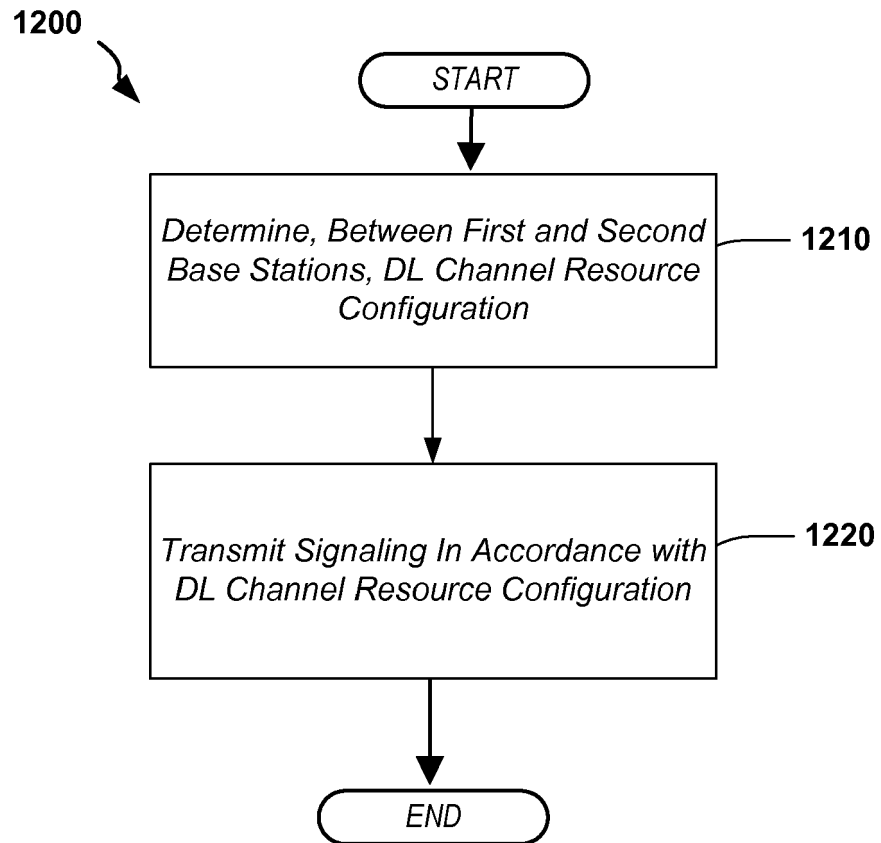 1200
START
Determine, Between First and Second
Base Stations, DL Channel Resource
Configuration
1210
Transmit Signaling In Accordance with
DL Channel Resource Configuration
1220
END